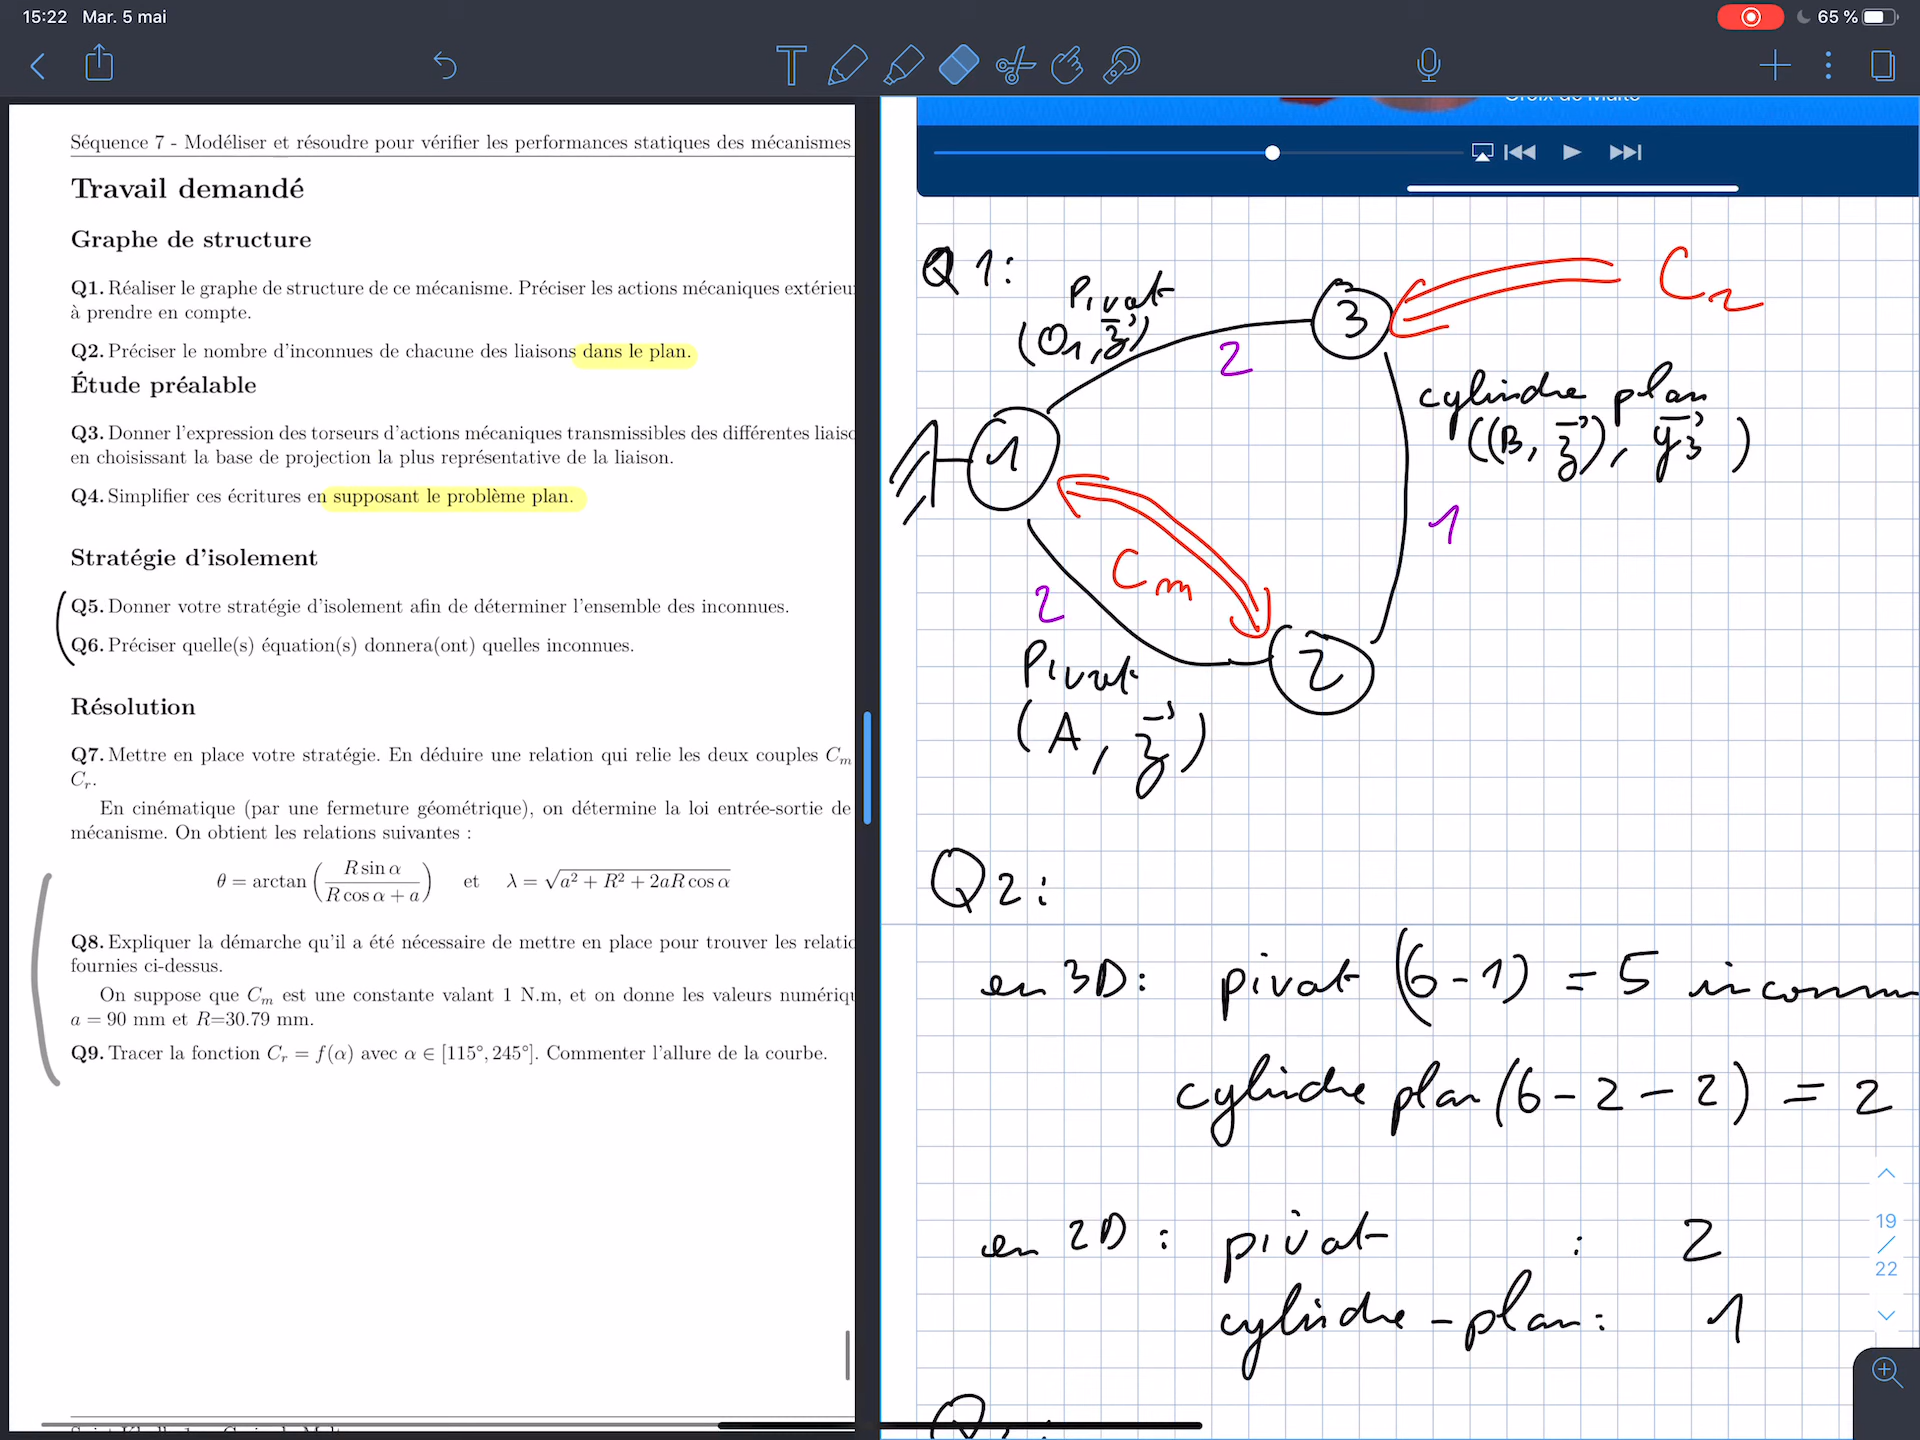 15:22 Mar. 5 mai
65 %
Séquence 7 - Modéliser et résoudre pour vérifier les performances statiques des mécanismes
Travail demandé
Graphe de structure
Q1. Réaliser le graphe de structure de ce mécanisme. Préciser les actions mécaniques extérieu
à prendre en compte.
Q2. Préciser le nombre d'inconnues de chacune des liaisons dans le plan.
Étude préalable
Q3. Donner l'expression des torseurs d'actions mécaniques transmissibles des différentes liaiso
en choisissant la base de projection la plus représentative de la liaison.
Q4. Simplifier ces écritures en supposant le problème plan.
Stratégie d'isolement
Q5. Donner votre stratégie d'isolement afin de déterminer l'ensemble des inconnues.
Q6. Préciser quelle(s) équation(s) donnera(ont) quelles inconnues.
Résolution
Q7. Mettre en place votre stratégie. En déduire une relation qui relie les deux couples C_m
C_r.
En cinématique (par une fermeture géométrique), on détermine la loi entrée-sortie de
mécanisme. On obtient les relations suivantes :
θ = arctan (R sin α / (R cos α + a)) et λ = √(a² + R² + 2aR cos α)
Q8. Expliquer la démarche qu'il a été nécessaire de mettre en place pour trouver les relatio
fournies ci-dessus.
On suppose que C_m est une constante valant 1 N.m, et on donne les valeurs numériqu
a = 90 mm et R=30.79 mm.
Q9. Tracer la fonction C_r = f(α) avec α ∈ [115°, 245°]. Commenter l'allure de la courbe.
Q1:
Pivot
(O₁, z⃗)
2
3
C_r
cylindre plan
((B, z⃗), y⃗₃)
1
1
C_m
2
2
Pivot
(A, z⃗)
Q2:
en 3D: pivot (6-1) = 5 inconnu
cylindre plan (6-2-2) = 2
en 2D: pivot : 2
cylindre-plan: 1
19
/
22